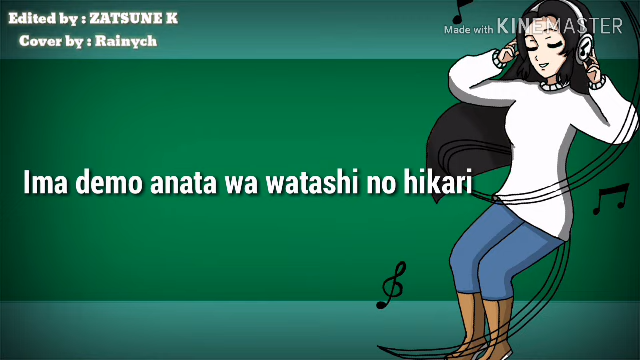 Edited by : ZATSUNE K
Cover by : Rainych
Made with KINEMASTER
Ima demo anata wa watashi no hikari